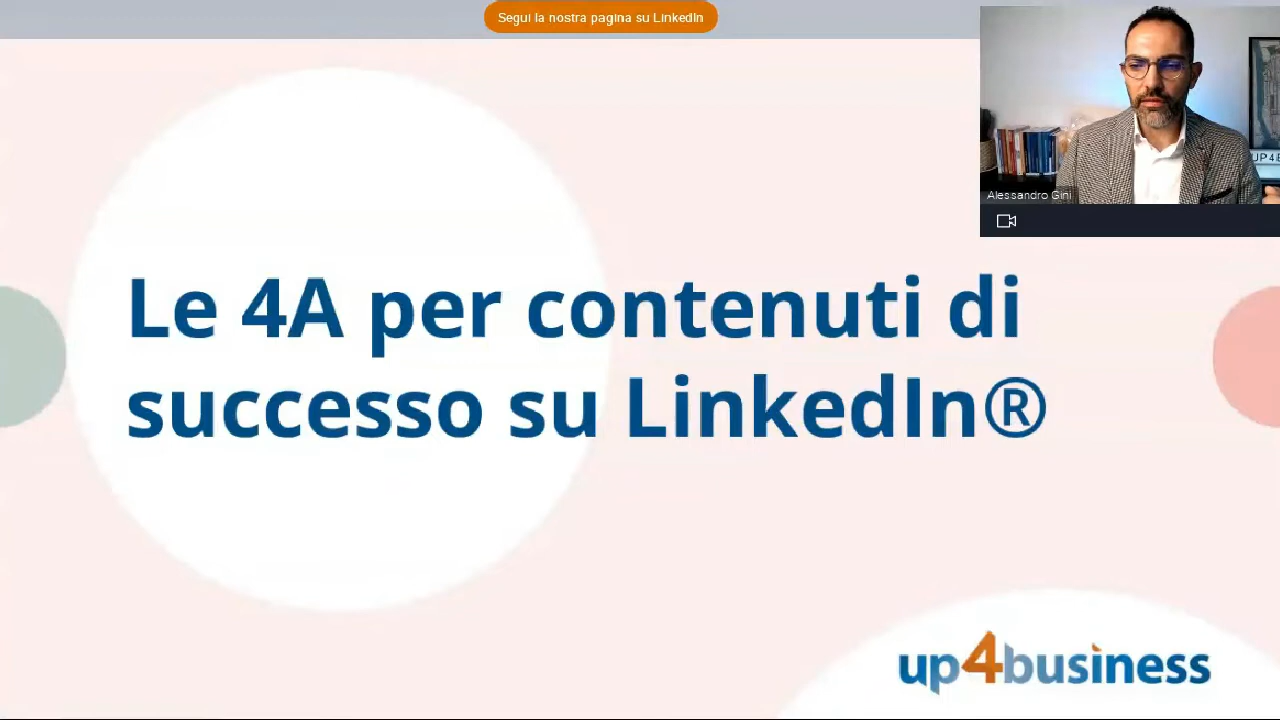 Segui la nostra pagina su LinkedIn
Alessandro Gini
Le 4A per contenuti di
successo su LinkedIn®
up4business